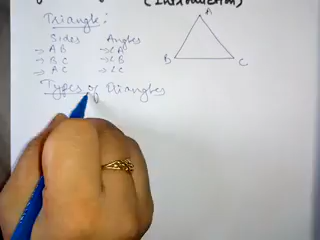 (Introduction)
Triangle:
Sides Angles
→ AB → ∠A
→ BC → ∠B
→ AC → ∠C
A
B C
Types of Triangles